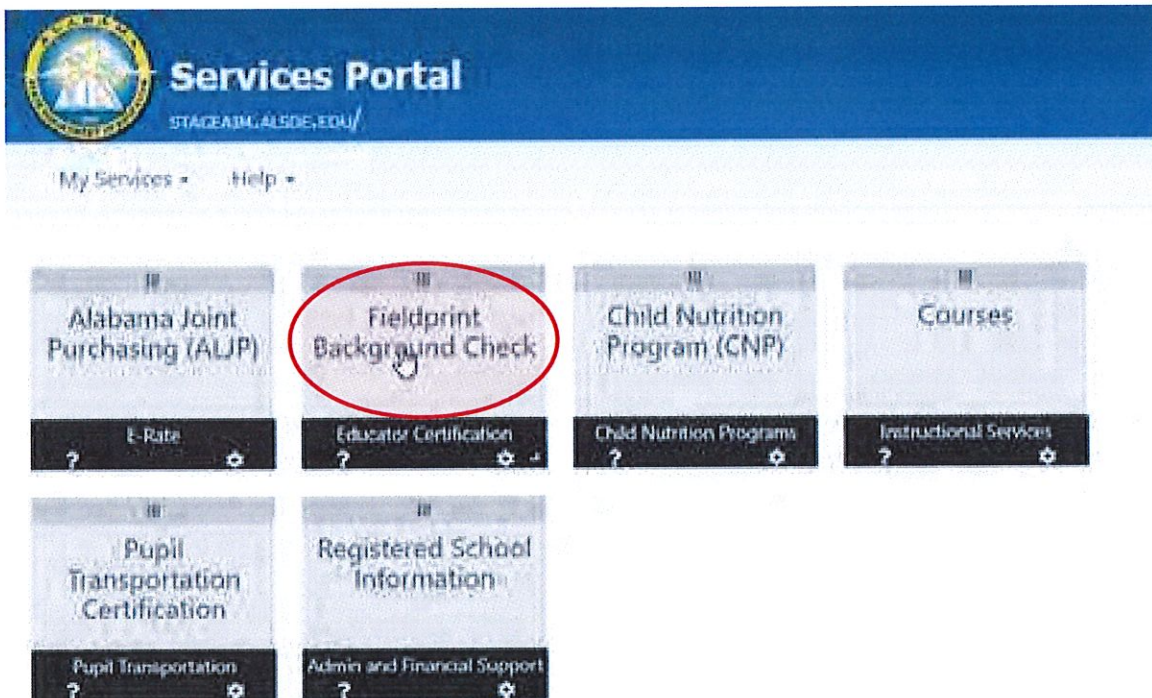 Services Portal
STAGEAIM.ALSDE.EDU/
My Services Help
Alabama Joint
Purchasing (ALJP)
E-Rate
?
Fieldprint
Background Check
Educator Certification
?
Child Nutrition
Program (CNP)
Child Nutrition Programs
?
Courses
Instructional Services
?
Pupil
Transportation
Certification
Pupil Transportation
?
Registered School
Information
Admin and Financial Support
?